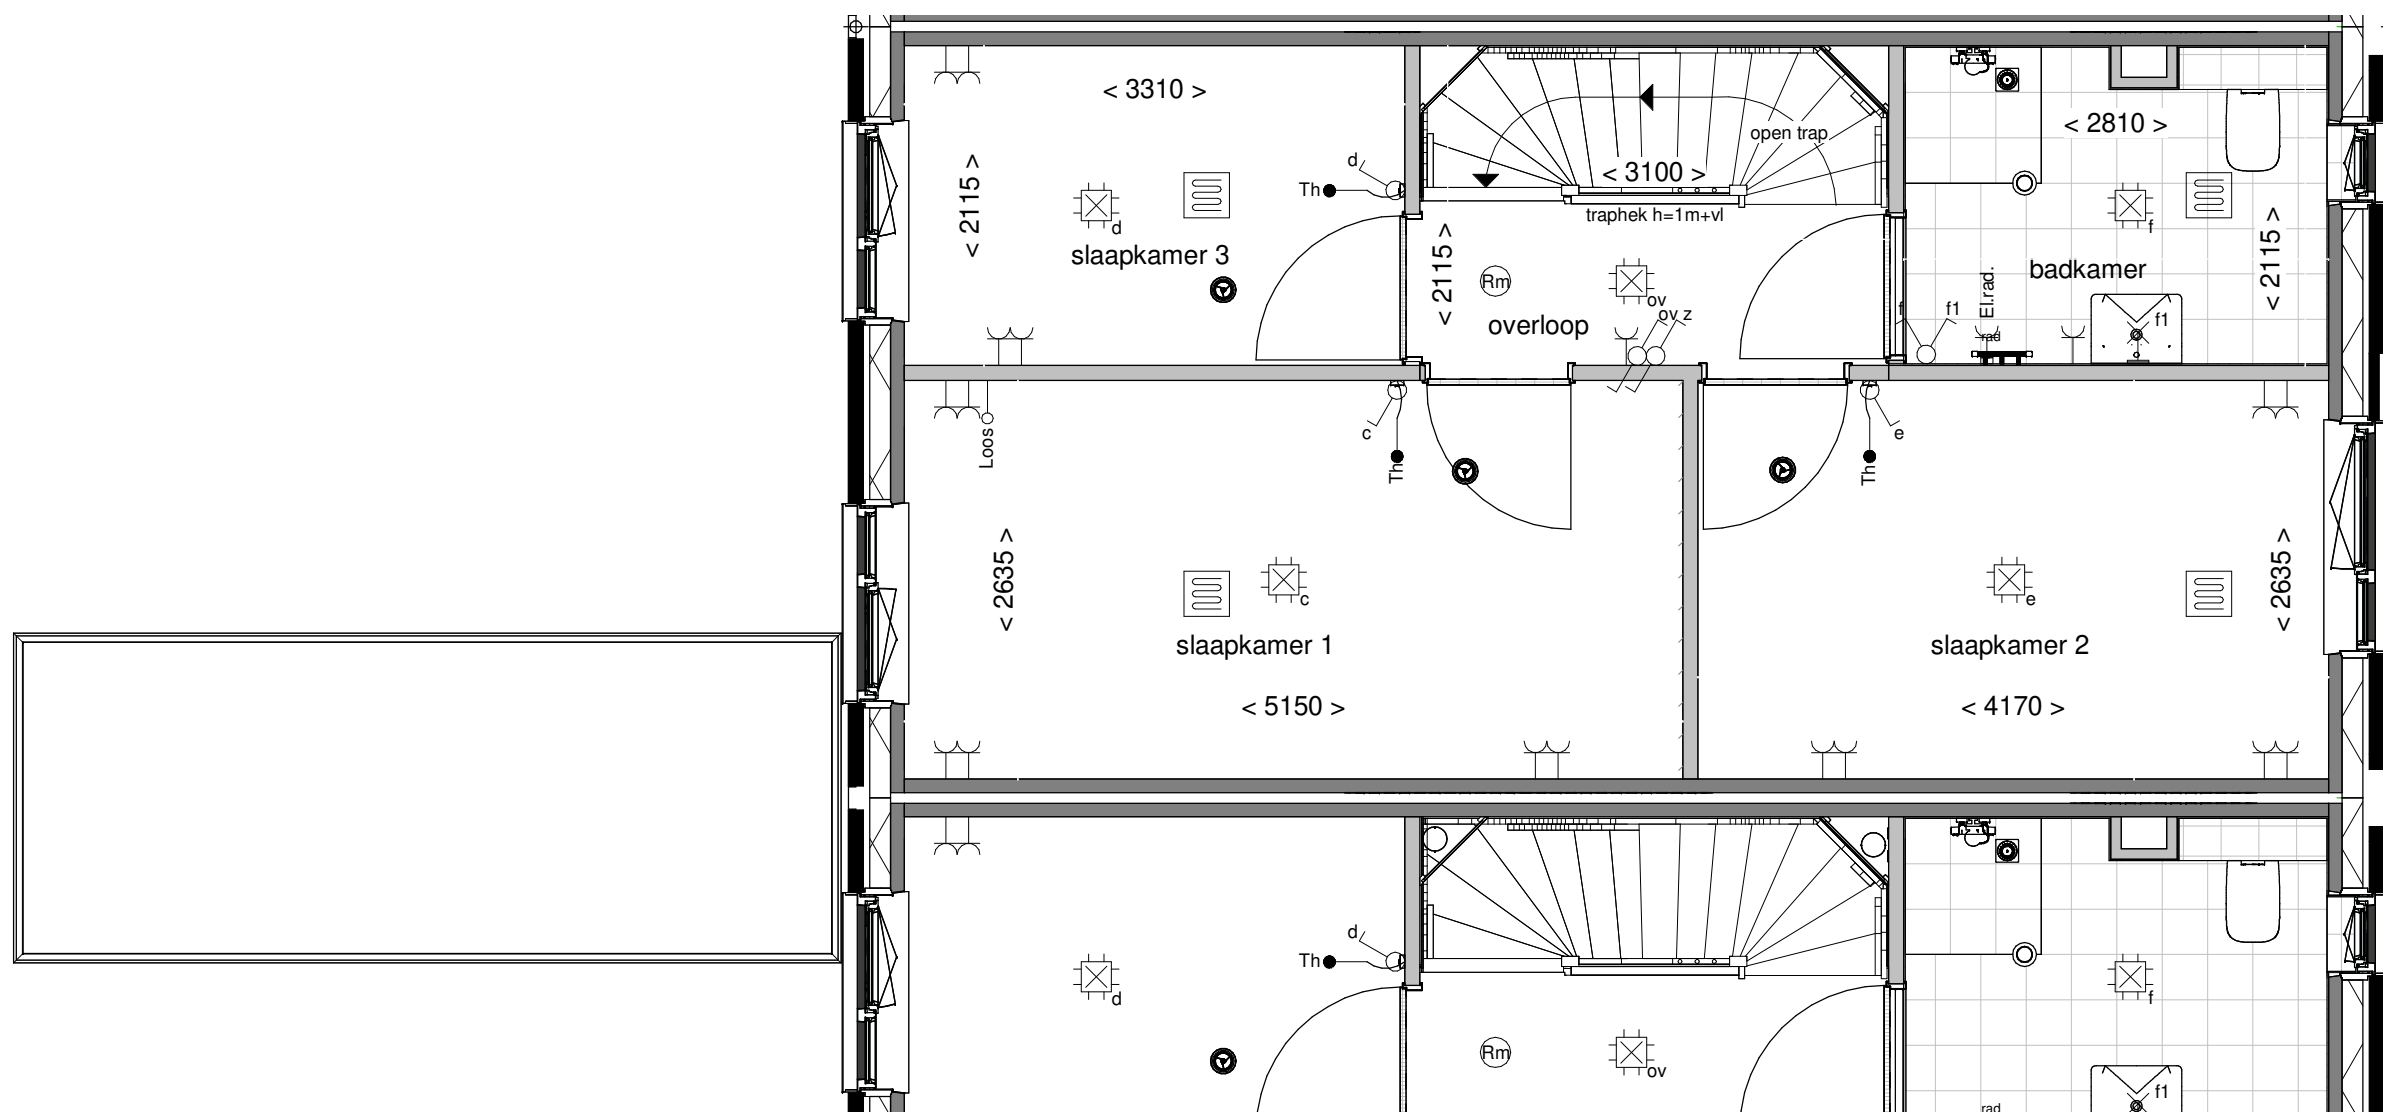 < 3310 >
< 2115 >
d
Th
d
slaapkamer 3
open trap
< 3100 >
traphek h=1m+vl
< 2115 >
Rm
ov
ov z
overloop
< 2810 >
f
badkamer
< 2115 >
El.rad.
f
f1
rad
f1
Loos
c
Th
< 2635 >
c
slaapkamer 1
< 5150 >
e
Th
e
< 2635 >
slaapkamer 2
< 4170 >
d
Th
d
Rm
ov
f
f1
rad